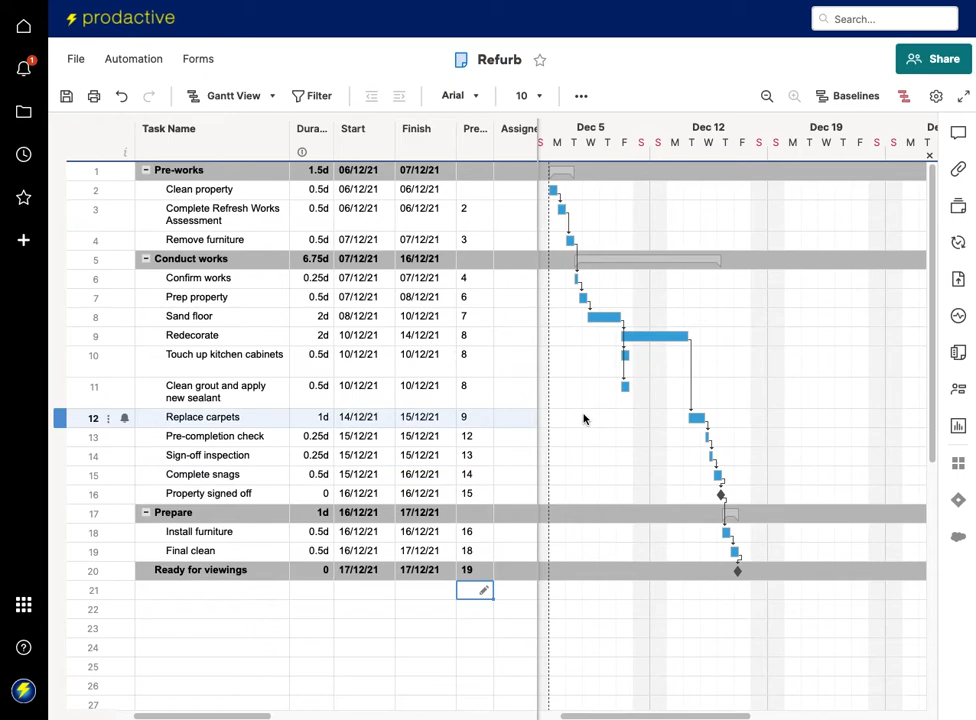 prodactive
Search...
File
Automation
Forms
Refurb
Share
1
Gantt View
Filter
Arial
10
Baselines
Task Name
Dura...
Start
Finish
Pre...
Assigne
Dec 5
Dec 12
Dec 19
De
S M T W T F S S M T W T F S S M T W T F S S M T
1 Pre-works 1.5d 06/12/21 07/12/21
2 Clean property 0.5d 06/12/21 06/12/21
3 Complete Refresh Works 0.5d 06/12/21 06/12/21 2
Assessment
4 Remove furniture 0.5d 07/12/21 07/12/21 3
5 Conduct works 6.75d 07/12/21 16/12/21
6 Confirm works 0.25d 07/12/21 07/12/21 4
7 Prep property 0.5d 07/12/21 08/12/21 6
8 Sand floor 2d 08/12/21 10/12/21 7
9 Redecorate 2d 10/12/21 14/12/21 8
10 Touch up kitchen cabinets 0.5d 10/12/21 10/12/21 8
11 Clean grout and apply 0.5d 10/12/21 10/12/21 8
new sealant
12 Replace carpets 1d 14/12/21 15/12/21 9
13 Pre-completion check 0.25d 15/12/21 15/12/21 12
14 Sign-off inspection 0.25d 15/12/21 15/12/21 13
15 Complete snags 0.5d 15/12/21 16/12/21 14
16 Property signed off 0 16/12/21 16/12/21 15
17 Prepare 1d 16/12/21 17/12/21
18 Install furniture 0.5d 16/12/21 16/12/21 16
19 Final clean 0.5d 16/12/21 17/12/21 18
20 Ready for viewings 0 17/12/21 17/12/21 19
21
22
23
24
25
26
27